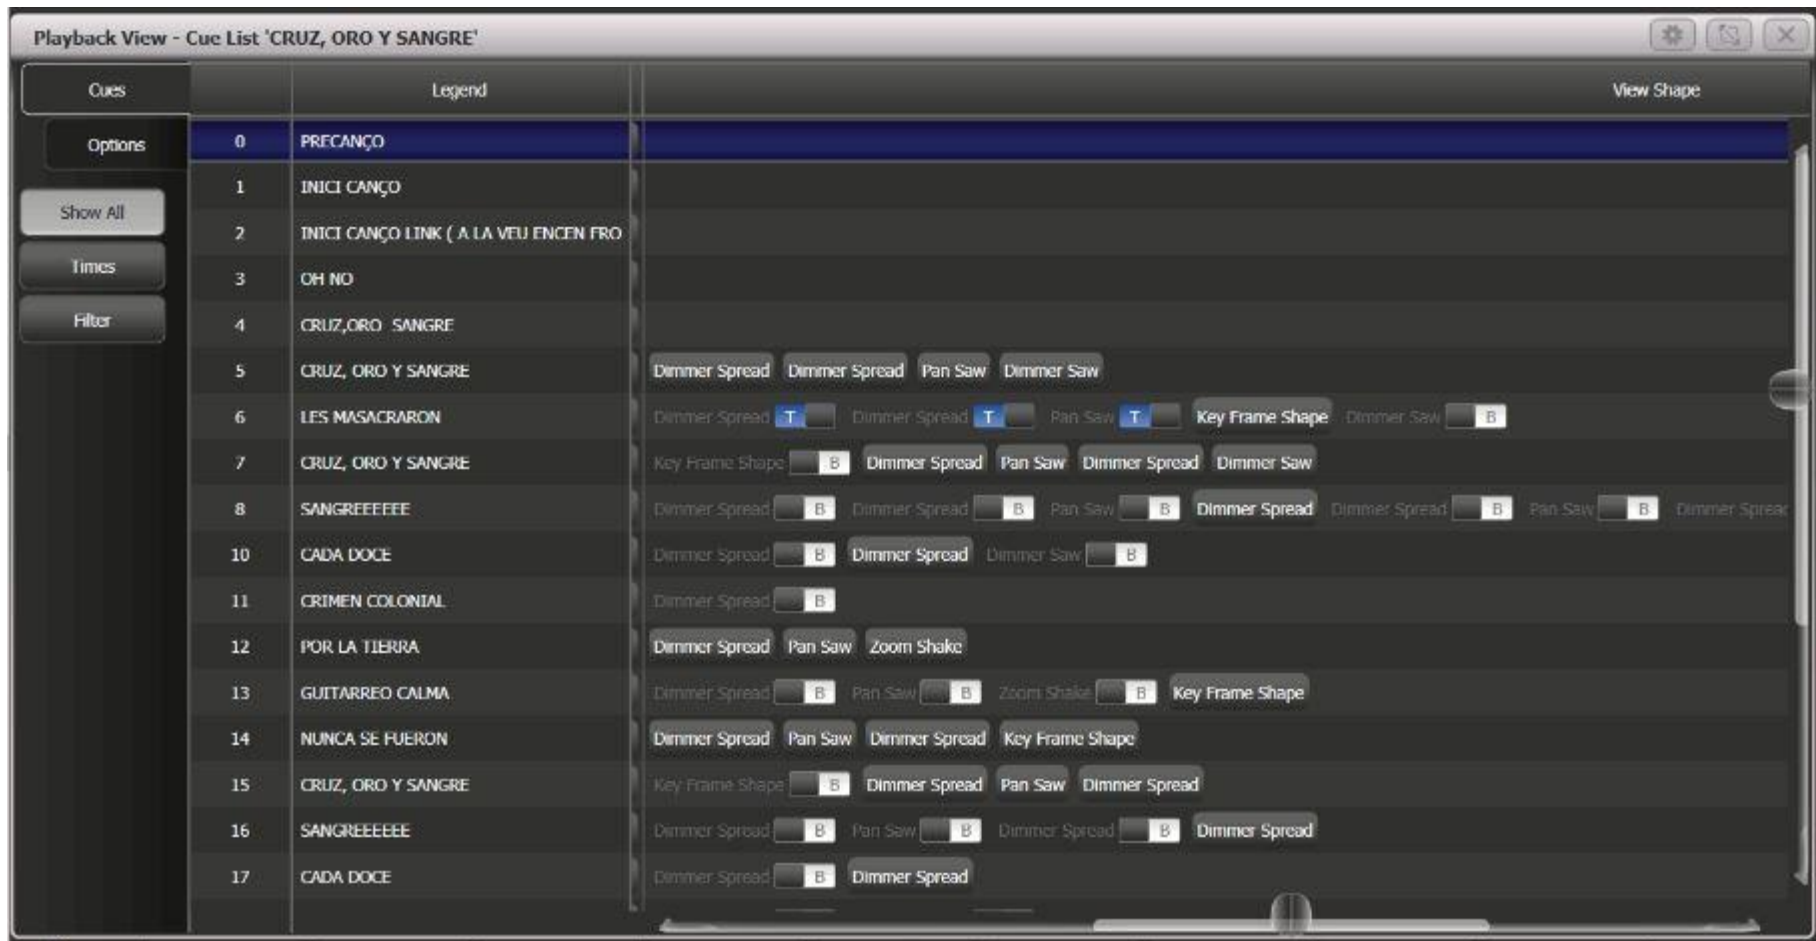 Playback View - Cue List 'CRUZ, ORO Y SANGRE'
Cues Legend View Shape
Options
Show All
Times
Filter
0 PRECANÇO
1 INICI CANÇO
2 INICI CANÇO LINK ( A LA VEU ENCEN FRO
3 OH NO
4 CRUZ,ORO SANGRE
5 CRUZ, ORO Y SANGRE Dimmer Spread Dimmer Spread Pan Saw Dimmer Saw
6 LES MASACRARON Dimmer Spread T Dimmer Spread T Pan Saw T Key Frame Shape Dimmer Saw B
7 CRUZ, ORO Y SANGRE Key Frame Shape B Dimmer Spread Pan Saw Dimmer Spread Dimmer Saw
8 SANGREEEEEE Dimmer Spread B Dimmer Spread B Pan Saw B Dimmer Spread Dimmer Spread B Pan Saw B Dimmer Spread
10 CADA DOCE Dimmer Spread B Dimmer Spread Dimmer Saw B
11 CRIMEN COLONIAL Dimmer Spread B
12 POR LA TIERRA Dimmer Spread Pan Saw Zoom Shake
13 GUITARREO CALMA Dimmer Spread B Pan Saw B Zoom Shake B Key Frame Shape
14 NUNCA SE FUERON Dimmer Spread Pan Saw Dimmer Spread Key Frame Shape
15 CRUZ, ORO Y SANGRE Key Frame Shape B Dimmer Spread Pan Saw Dimmer Spread
16 SANGREEEEEE Dimmer Spread B Pan Saw B Dimmer Spread B Dimmer Spread
17 CADA DOCE Dimmer Spread B Dimmer Spread